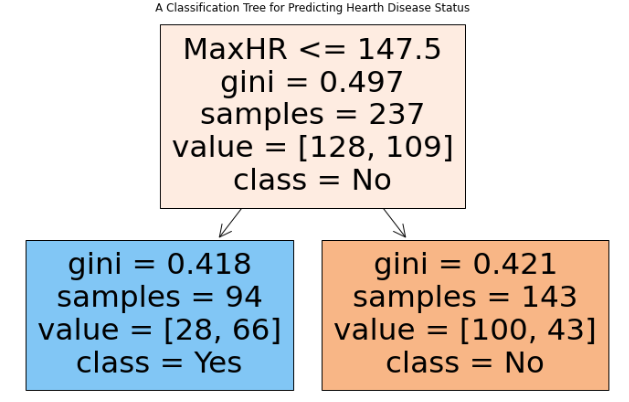 A Classification Tree for Predicting Hearth Disease Status
MaxHR <= 147.5
gini = 0.497
samples = 237
value = [128, 109]
class = No
gini = 0.418
samples = 94
value = [28, 66]
class = Yes
gini = 0.421
samples = 143
value = [100, 43]
class = No